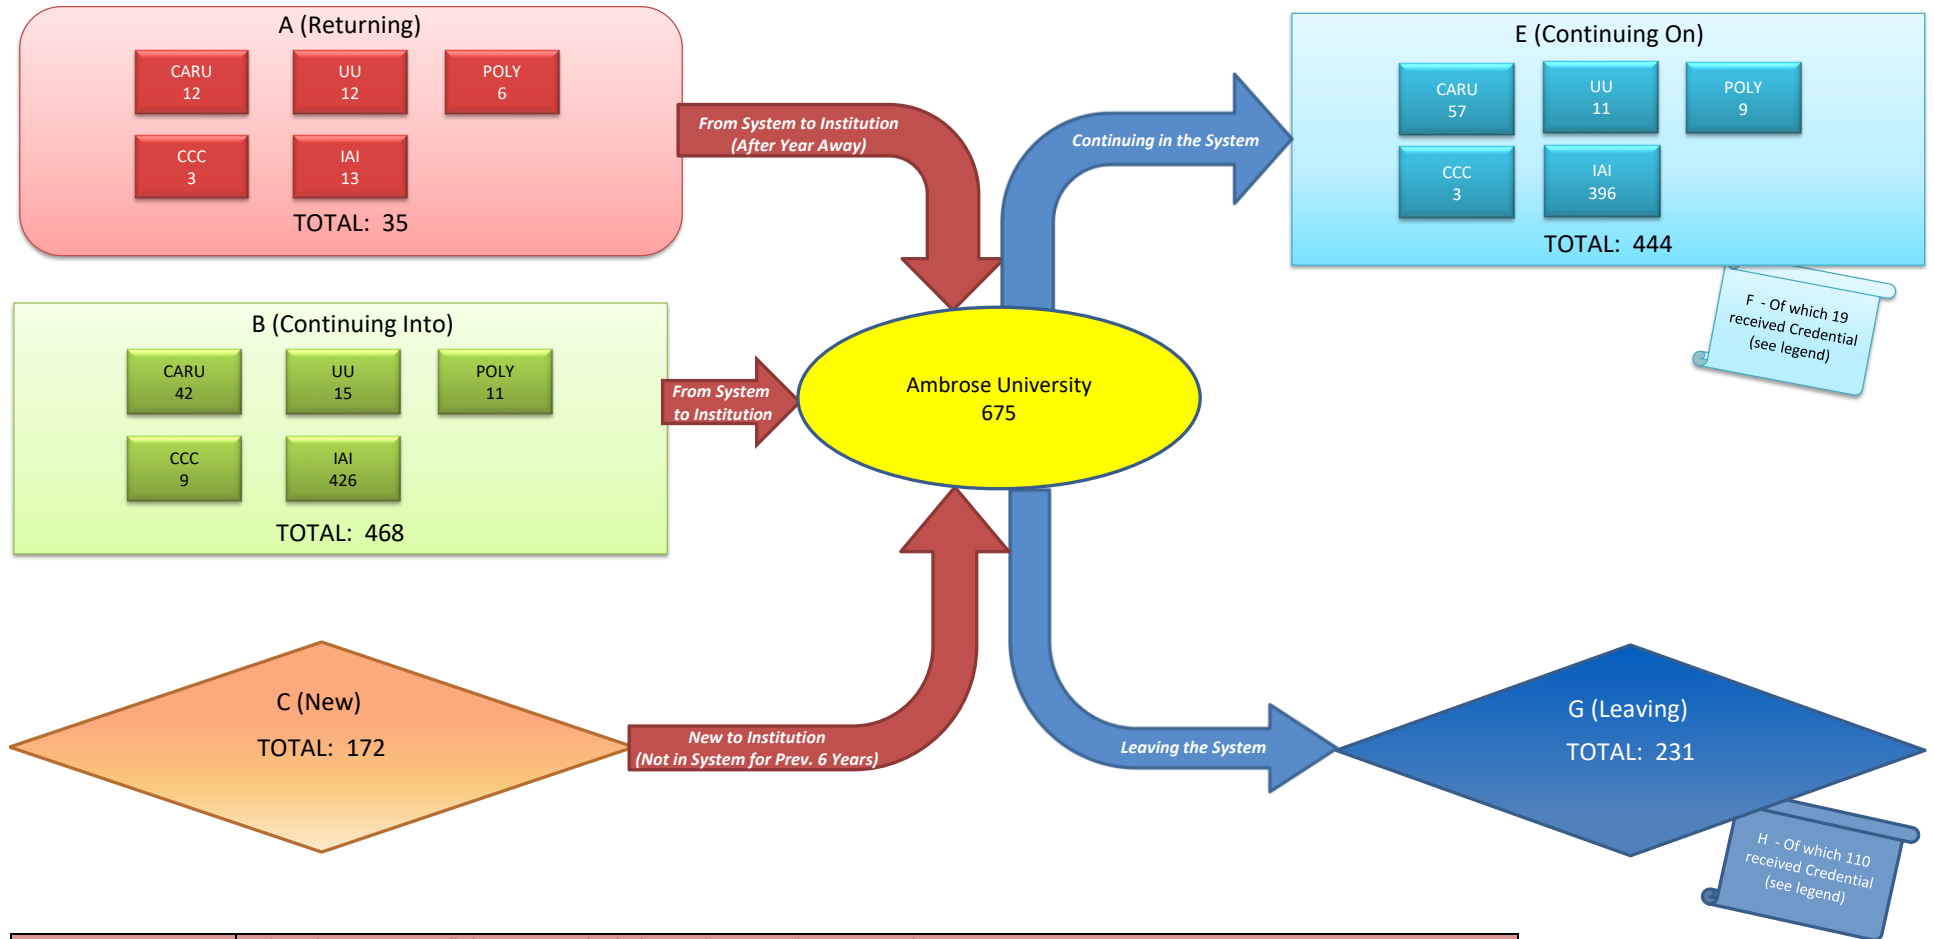 A (Returning)
CARU
12
UU
12
POLY
6
CCC
3
IAI
13
TOTAL: 35
From System to Institution
(After Year Away)
B (Continuing Into)
CARU
42
UU
15
POLY
11
CCC
9
IAI
426
TOTAL: 468
From System
to Institution
C (New)
TOTAL: 172
New to Institution
(Not in System for Prev. 6 Years)
Ambrose University
675
Continuing in the System
E (Continuing On)
CARU
57
UU
11
POLY
9
CCC
3
IAI
396
TOTAL: 444
F - Of which 19
received Credential
(see legend)
Leaving the System
G (Leaving)
TOTAL: 231
H - Of which 110
received Credential
(see legend)